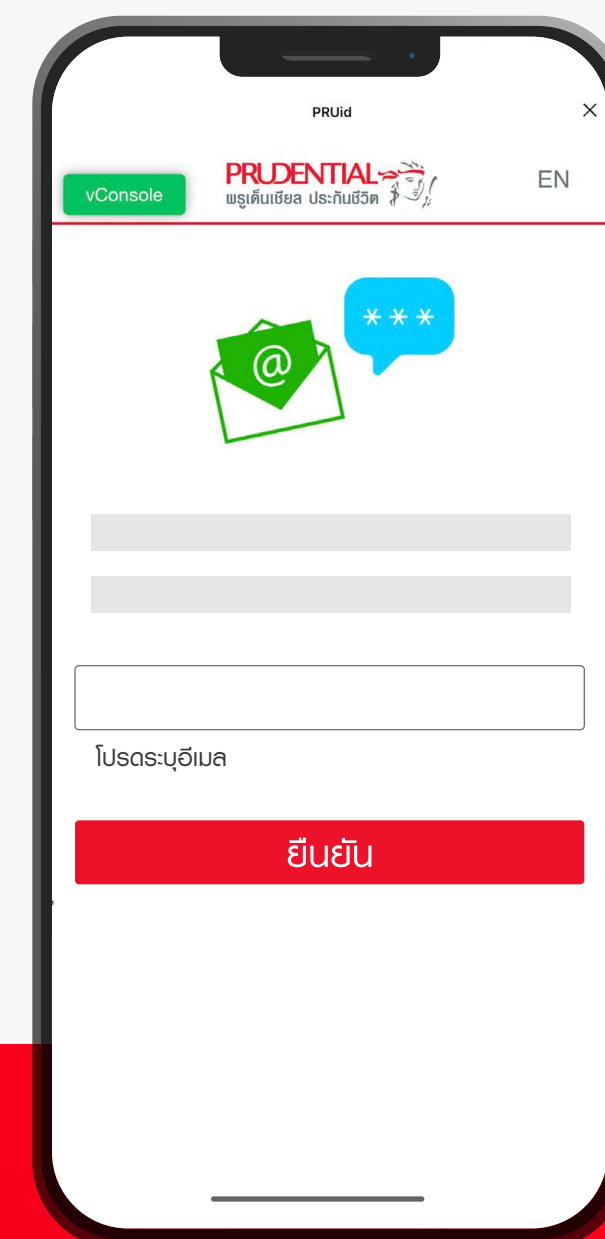 PRUid
PRUDENTIAL
vConsole
EN
พรูเด็นเชียล ประกันชีวิต
@
***
โปรดระบุอีเมล
ยืนยัน